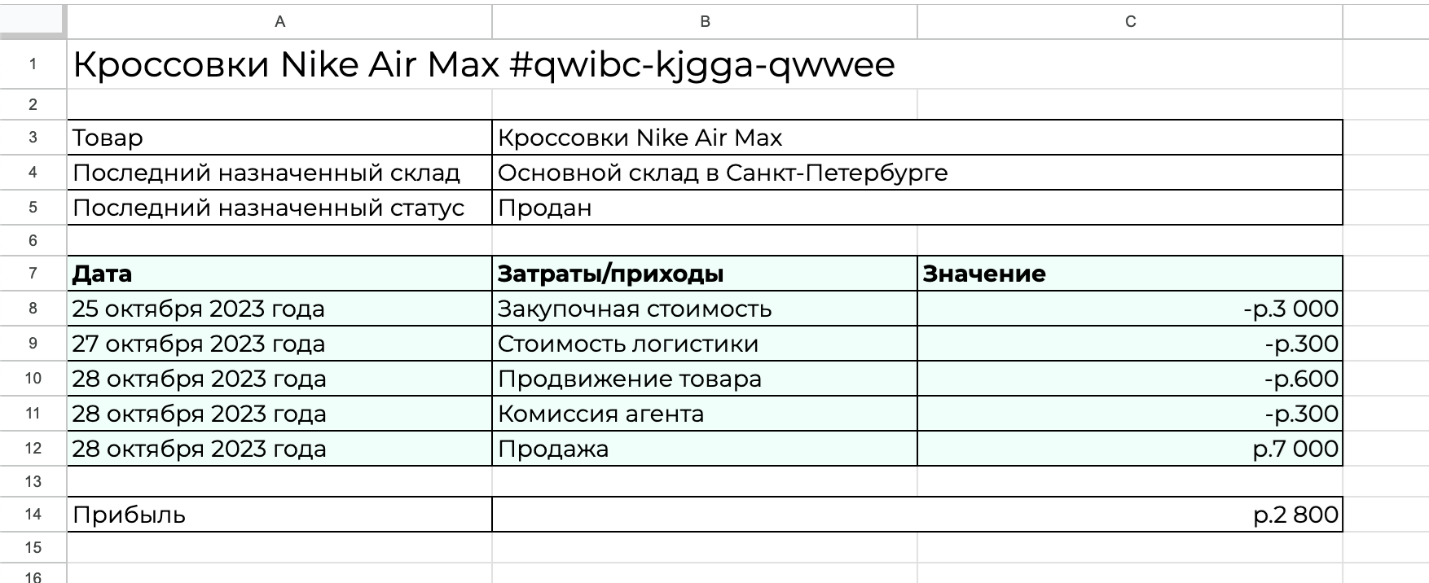 A B C
1 Кроссовки Nike Air Max #qwibc-kjgga-qwwee
2
3 Товар Кроссовки Nike Air Max
4 Последний назначенный склад Основной склад в Санкт-Петербурге
5 Последний назначенный статус Продан
6
7 Дата Затраты/приходы Значение
8 25 октября 2023 года Закупочная стоимость -р.3 000
9 27 октября 2023 года Стоимость логистики -р.300
10 28 октября 2023 года Продвижение товара -р.600
11 28 октября 2023 года Комиссия агента -р.300
12 28 октября 2023 года Продажа р.7 000
13
14 Прибыль р.2 800
15
16